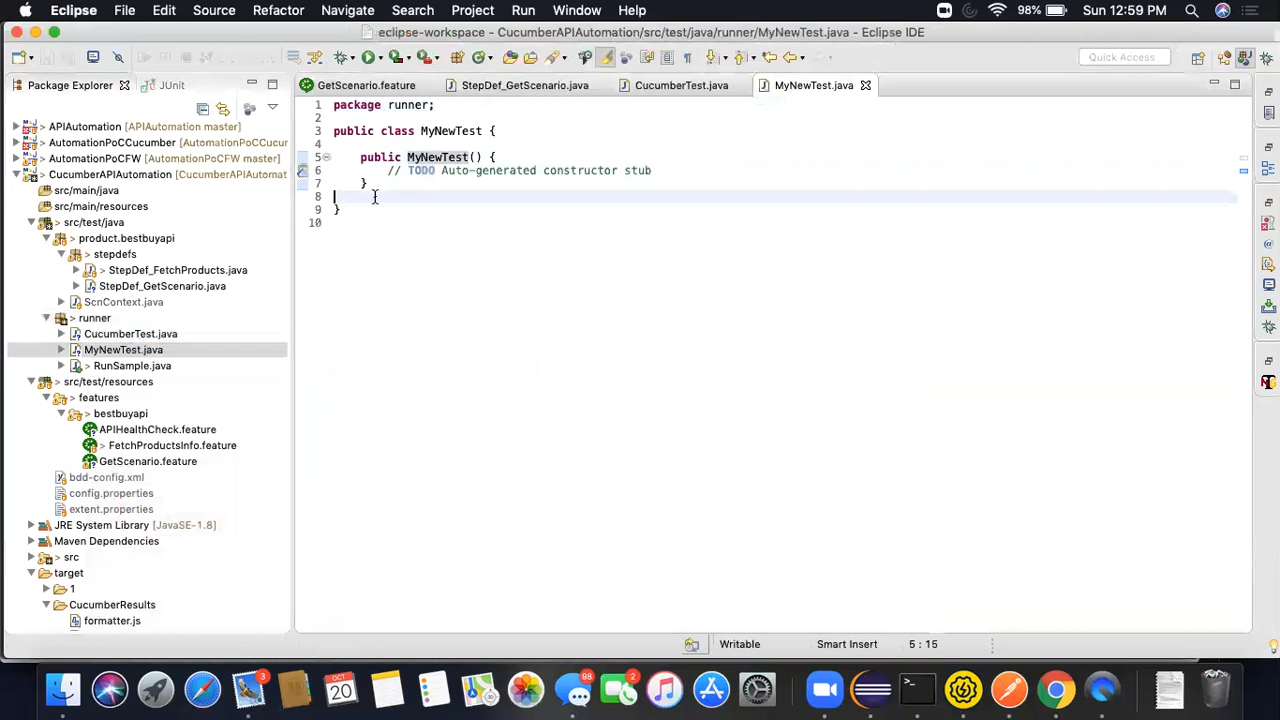 Eclipse File Edit Source Refactor Navigate Search Project Run Window Help 98% Sun 12:59 PM
eclipse-workspace - CucumberAPIAutomation/src/test/java/runner/MyNewTest.java - Eclipse IDE
Quick Access
Package Explorer JUnit
GetScenario.feature StepDef_GetScenario.java CucumberTest.java MyNewTest.java
APIAutomation [APIAutomation master)
> AutomationPoCCucumber [AutomationPoCCucur
> AutomationPoCFW [AutomationPoCFW master]
> CucumberAPIAutomation [CucumberAPIAutomat
src/main/java
src/main/resources
> src/test/java
> product.bestbuyapi
> stepdefs
> StepDef_FetchProducts.java
StepDef_GetScenario.java
ScnContext.java
> runner
CucumberTest.java
MyNewTest.java
> RunSample.java
> src/test/resources
> features
> bestbuyapi
APIHealthCheck.feature
> FetchProductsInfo.feature
GetScenario.feature
bdd-config.xml
config.properties
extent.properties
JRE System Library [JavaSE-1.8]
Maven Dependencies
> src
target
> 1
CucumberResults
formatter.js
1 package runner;
2
3 public class MyNewTest {
4
5 public MyNewTest() {
6 // TODO Auto-generated constructor stub
7 }
8
9 }
10
Writable Smart Insert 5 : 15
3 OCT 20 98 2